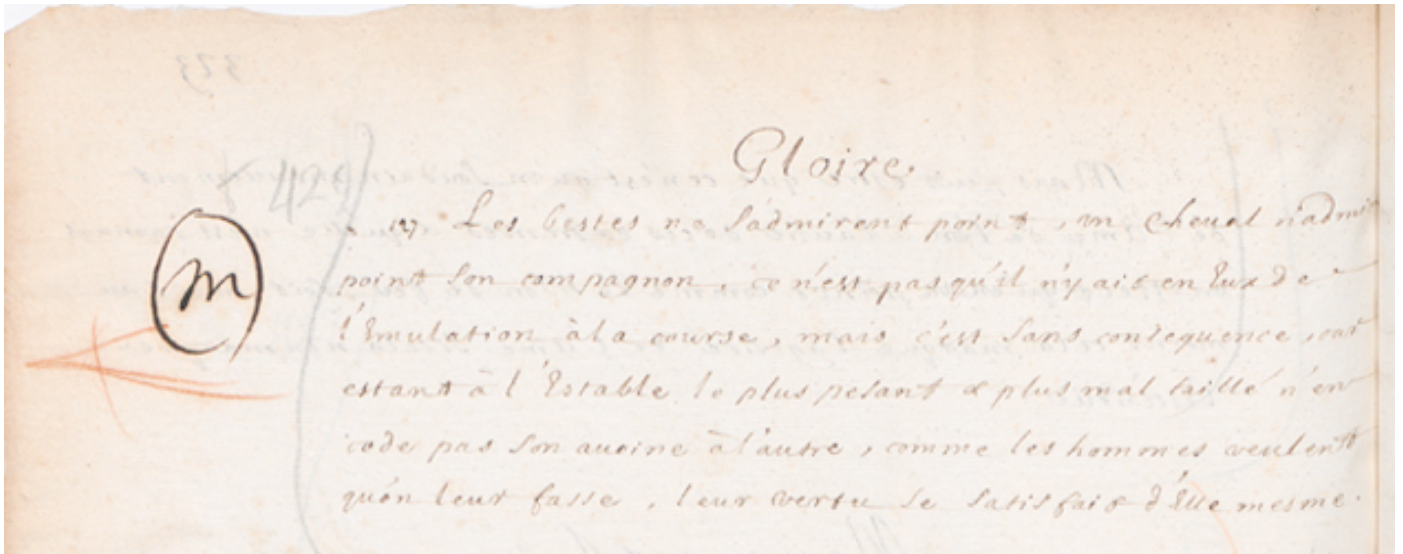 323
Gloire.
Les bestes ne s'admirent point, un cheval n'admire
point son compagnon, ce n'est pas qu'il n'y ait en Eux de
l'Emulation à la course, mais c'est sans consequence, car
estant à l'Estable le plus pesant & plus mal taillé n'en
cede pas son auoine à l'autre, comme les hommes veulent
qu'on leur fasse, leur vertu se satisfait d'Elle mesme.
M